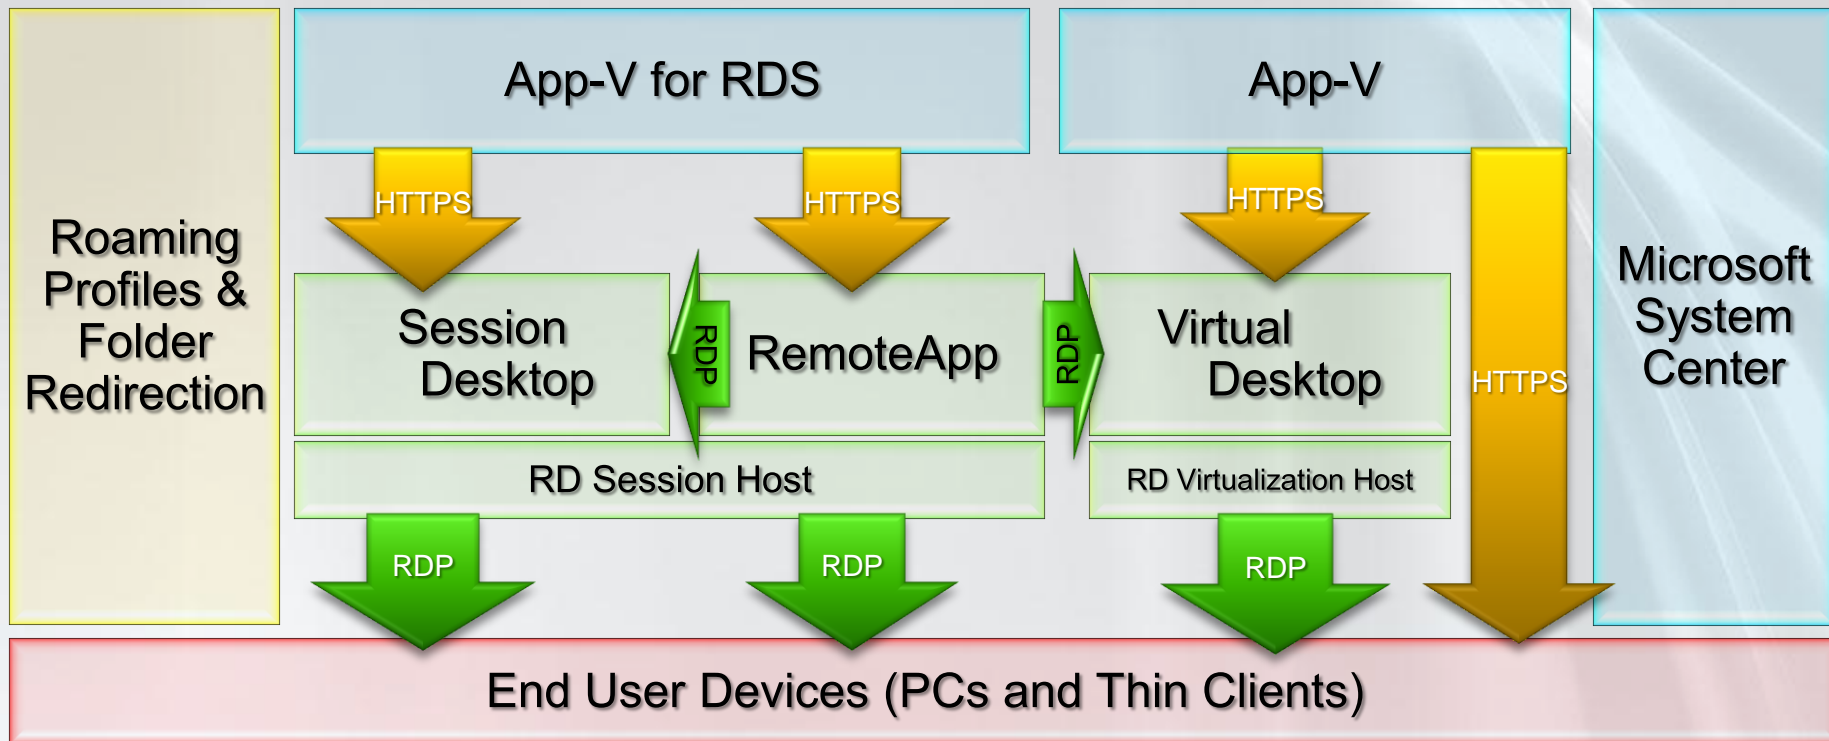 App-V for RDS
App-V
HTTPS
HTTPS
HTTPS
Roaming
Profiles &
Folder
Redirection
Session
Desktop
RDP
RemoteApp
RDP
Virtual
Desktop
HTTPS
Microsoft
System
Center
RD Session Host
RD Virtualization Host
RDP
RDP
RDP
End User Devices (PCs and Thin Clients)